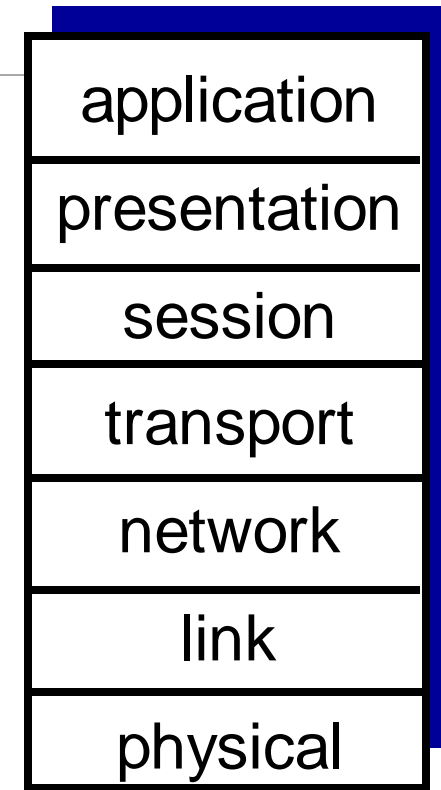 application
presentation
session
transport
network
link
physical